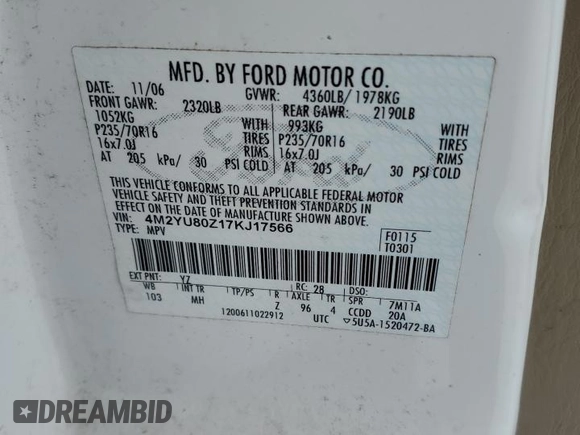 MFD. BY FORD MOTOR CO.
DATE: 11/06 GVWR: 4360LB/ 1978KG
FRONT GAWR: 2320LB REAR GAWR: 2190LB
1052KG WITH 993KG WITH
P235/70R16 TIRES P235/70R16 TIRES
16x7.0J RIMS 16x7.0J RIMS
AT 205 kPa/ 30 PSI COLD AT 205 kPa/ 30 PSI COLD
THIS VEHICLE CONFORMS TO ALL APPLICABLE FEDERAL MOTOR
VEHICLE SAFETY AND THEFT PREVENTION STANDARDS IN
EFFECT ON THE DATE OF MANUFACTURE SHOWN ABOVE.
VIN: 4M2YU80Z17KJ17566
TYPE: MPV
F0115
T0301
EXT PNT: YZ RC: 28 DSO:
WB INT TR TP/PS R AXLE TR SPR 7M11A
103 MH Z 96 4 CCDD 20A
1200611022912 UTC 5U5A-1520472-BA
Ford
DREAMBID